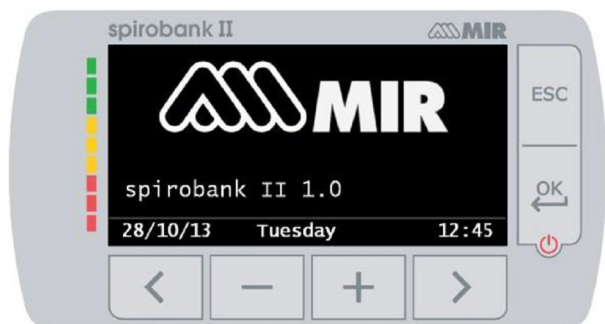 spirobank II MIR
MIR
ESC
spirobank II 1.0
OK
28/10/13 Tuesday 12:45
< − + >